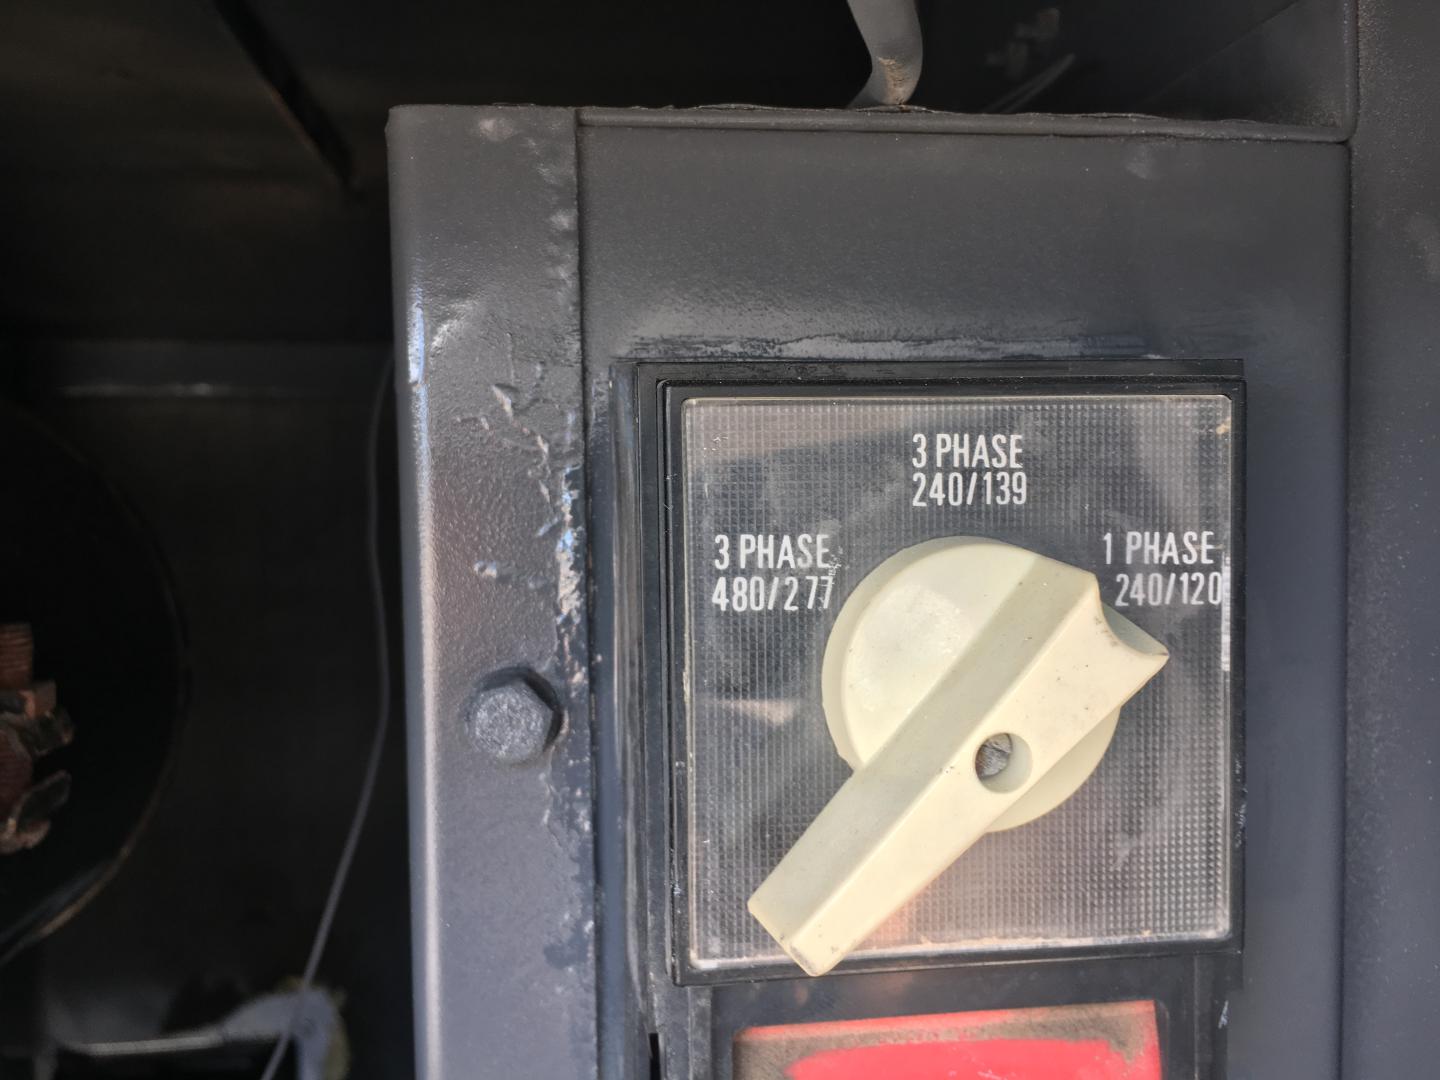 3 PHASE
240/139
3 PHASE
480/277
1 PHASE
240/120